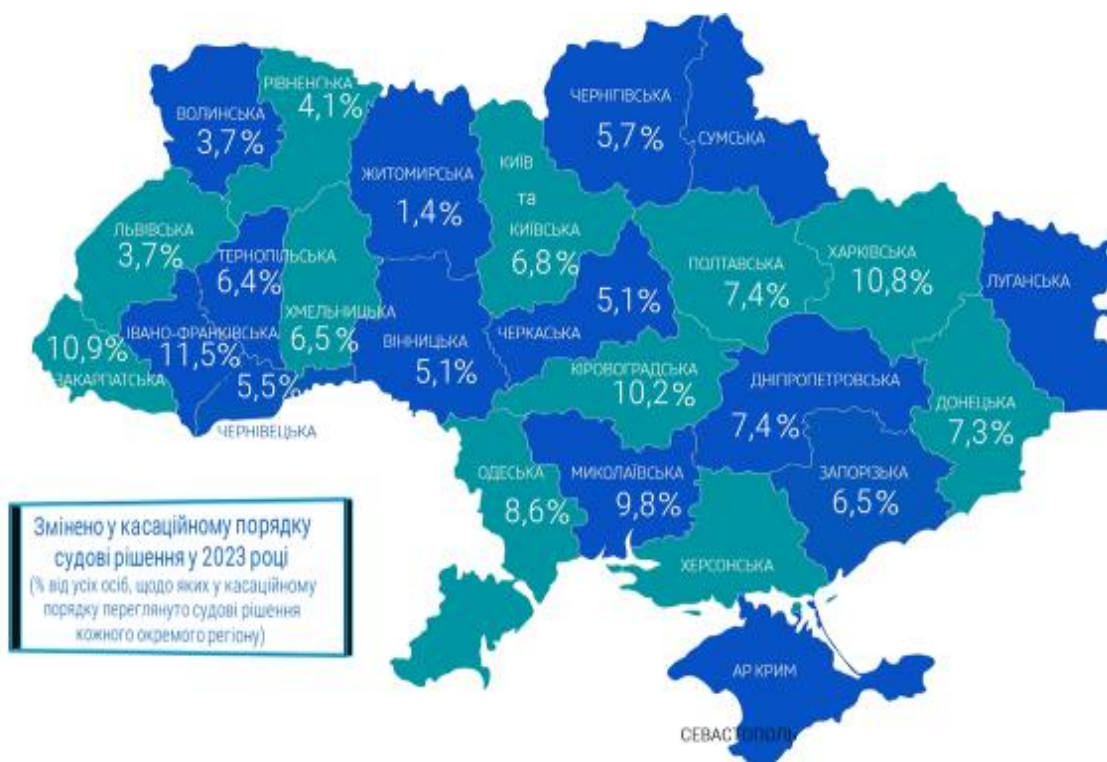 РІВНЕНСЬКА
4,1%
ВОЛИНСЬКА
3,7%
ЖИТОМИРСЬКА
1,4%
КИЇВ
та
КИЇВСЬКА
6,8%
ЧЕРНІГІВСЬКА
5,7%
СУМСЬКА
ЛЬВІВСЬКА
3,7%
ТЕРНОПІЛЬСЬКА
6,4%
ХМЕЛЬНИЦЬКА
6,5%
ВІННИЦЬКА
5,1%
5,1%
ЧЕРКАСЬКА
ПОЛТАВСЬКА
7,4%
ХАРКІВСЬКА
10,8%
ЛУГАНСЬКА
10,9%
ЗАКАРПАТСЬКА
ІВАНО-ФРАНКІВСЬКА
11,5%
5,5%
ЧЕРНІВЕЦЬКА
КІРОВОГРАДСЬКА
10,2%
ДНІПРОПЕТРОВСЬКА
7,4%
ДОНЕЦЬКА
7,3%
ОДЕСЬКА
8,6%
МИКОЛАЇВСЬКА
9,8%
ЗАПОРІЗЬКА
6,5%
ХЕРСОНСЬКА
АР КРИМ
СЕВАСТОПОЛЬ
Змінено у касаційному порядку
судові рішення у 2023 році
(% від усіх осіб, щодо яких у касаційному
порядку переглянуто судові рішення
кожного окремого регіону)